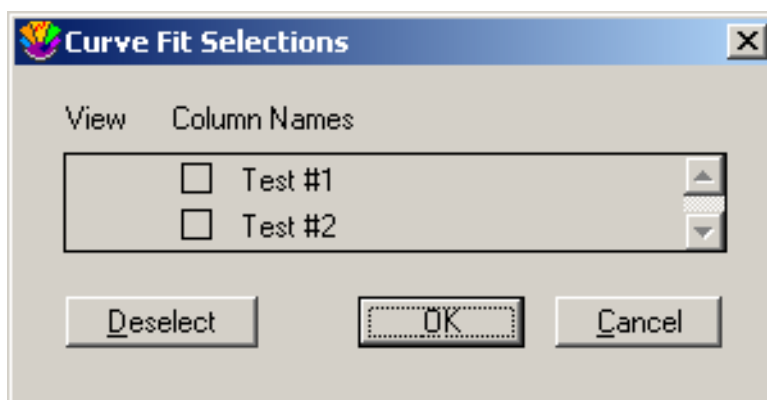 Curve Fit Selections
View Column Names
Test #1
Test #2
Deselect OK Cancel